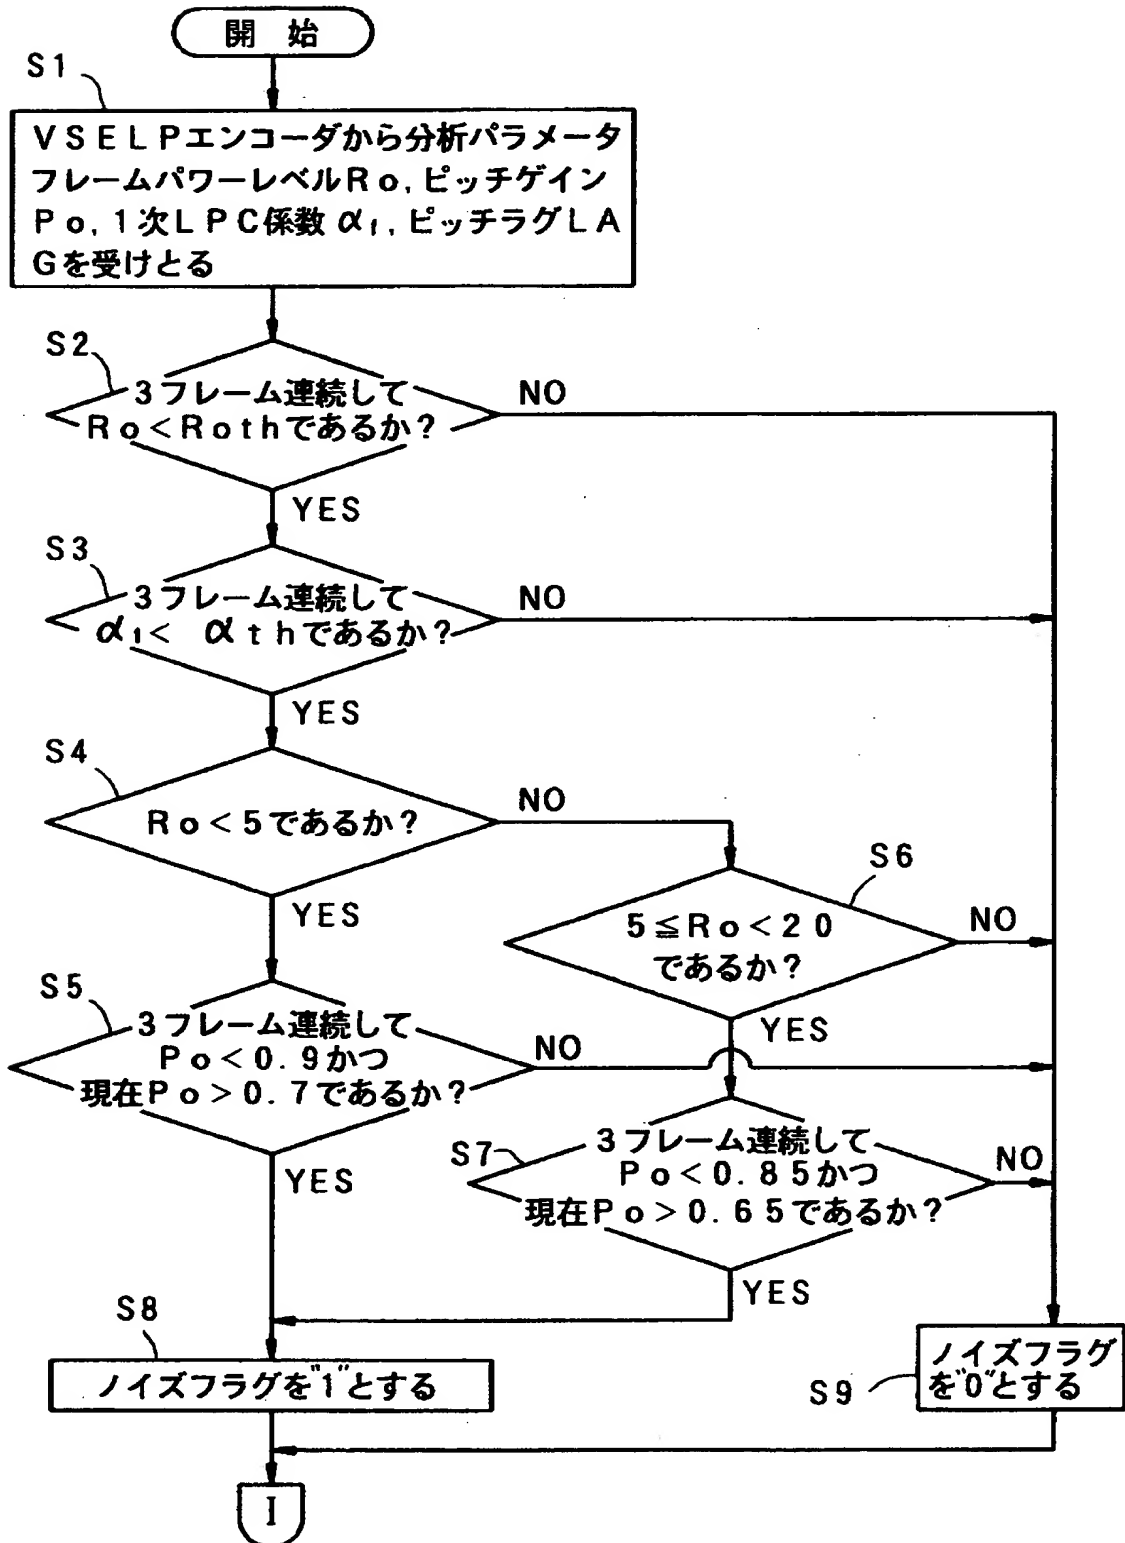 開 始
S1
VSELPエンコーダから分析パラメータ
フレームパワーレベルRo,ピッチゲイン
Po,1次LPC係数α₁,ピッチラグLA
Gを受けとる
S2
3フレーム連続して
Ro<Rothであるか?
NO
YES
S3
3フレーム連続して
α₁< αthであるか?
NO
YES
S4
Ro<5であるか?
NO
YES
S6
5≦Ro<20
であるか?
NO
YES
S5
3フレーム連続して
Po<0.9かつ
現在Po>0.7であるか?
NO
YES
S7
3フレーム連続して
Po<0.85かつ
現在Po>0.65であるか?
NO
YES
S8
ノイズフラグを"1"とする
S9
ノイズフラグ
を"0"とする
I